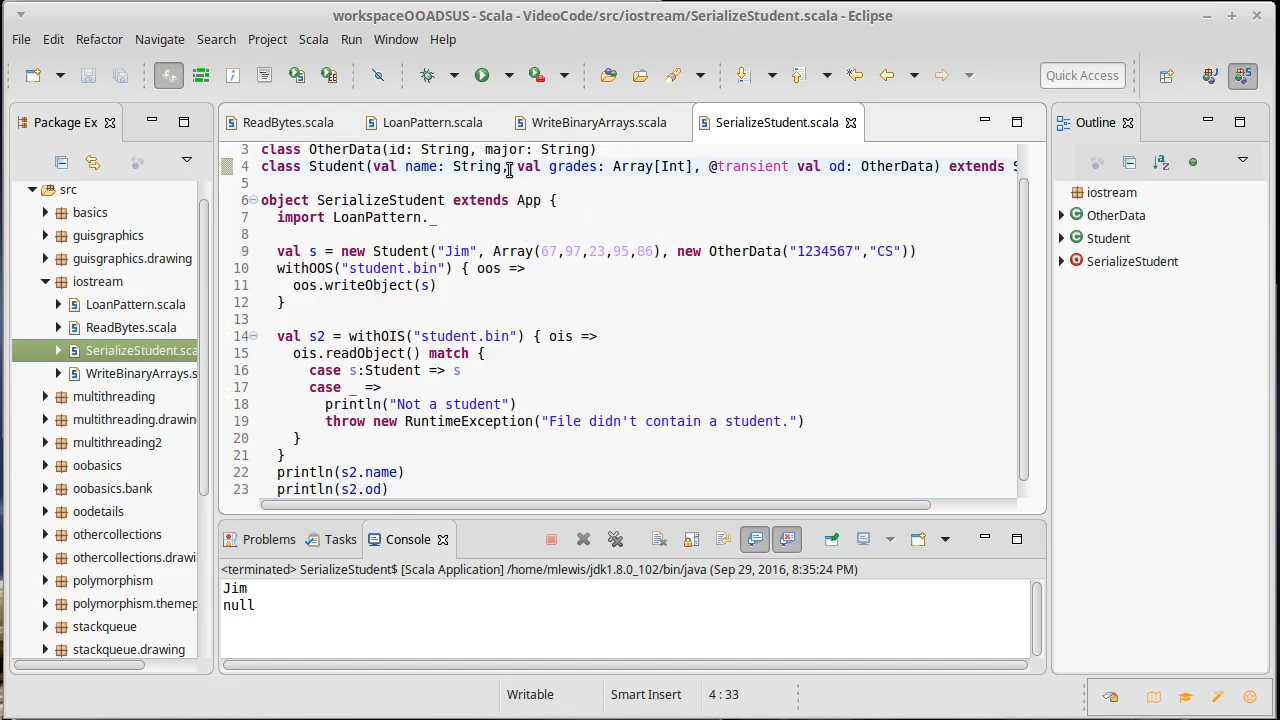 workspaceOOADSUS - Scala - VideoCode/src/iostream/SerializeStudent.scala - Eclipse
File Edit Refactor Navigate Search Project Scala Run Window Help
Quick Access
Package Ex
ReadBytes.scala
LoanPattern.scala
WriteBinaryArrays.scala
SerializeStudent.scala
Outline
src
basics
guisgraphics
guisgraphics.drawing
iostream
LoanPattern.scala
ReadBytes.scala
SerializeStudent.sca
WriteBinaryArrays.s
multithreading
multithreading.drawin
multithreading2
oobasics
oobasics.bank
oodetails
othercollections
othercollections.drawi
polymorphism
polymorphism.themep
stackqueue
stackqueue.drawing
3 class OtherData(id: String, major: String)
4 class Student(val name: String, val grades: Array[Int], @transient val od: OtherData) extends S
5
6 object SerializeStudent extends App {
7 import LoanPattern._
8
9 val s = new Student("Jim", Array(67,97,23,95,86), new OtherData("1234567","CS"))
10 withOOS("student.bin") { oos =>
11 oos.writeObject(s)
12 }
13
14 val s2 = withOIS("student.bin") { ois =>
15 ois.readObject() match {
16 case s:Student => s
17 case _ =>
18 println("Not a student")
19 throw new RuntimeException("File didn't contain a student.")
20 }
21 }
22 println(s2.name)
23 println(s2.od)
iostream
OtherData
Student
SerializeStudent
Problems
Tasks
Console
<terminated> SerializeStudent$ [Scala Application] /home/mlewis/jdk1.8.0_102/bin/java (Sep 29, 2016, 8:35:24 PM)
Jim
null
Writable
Smart Insert
4 : 33